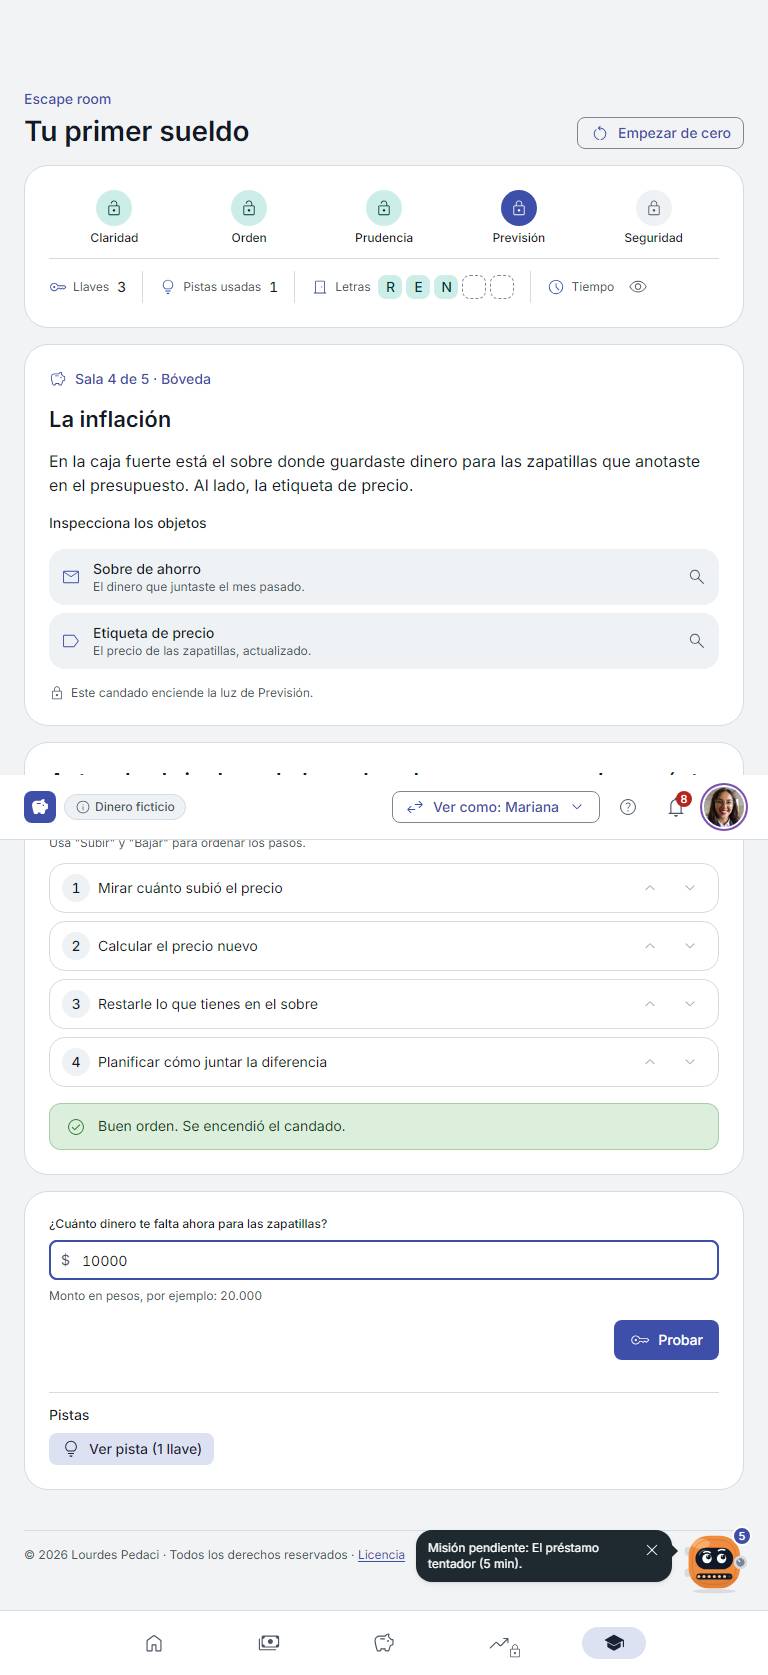 Escape room
Tu primer sueldo
Empezar de cero
Claridad
Orden
Prudencia
Previsión
Seguridad
Llaves 3
Pistas usadas 1
Letras R E N
Tiempo
Sala 4 de 5 · Bóveda
La inflación
En la caja fuerte está el sobre donde guardaste dinero para las zapatillas que anotaste
en el presupuesto. Al lado, la etiqueta de precio.
Inspecciona los objetos
Sobre de ahorro
El dinero que juntaste el mes pasado.
Etiqueta de precio
El precio de las zapatillas, actualizado.
Este candado enciende la luz de Previsión.
Dinero ficticio
Ver como: Mariana
8
Usa "Subir" y "Bajar" para ordenar los pasos.
1 Mirar cuánto subió el precio
2 Calcular el precio nuevo
3 Restarle lo que tienes en el sobre
4 Planificar cómo juntar la diferencia
Buen orden. Se encendió el candado.
¿Cuánto dinero te falta ahora para las zapatillas?
$ 10000
Monto en pesos, por ejemplo: 20.000
Probar
Pistas
Ver pista (1 llave)
© 2026 Lourdes Pedaci · Todos los derechos reservados · Licencia
Misión pendiente: El préstamo
tentador (5 min).
5